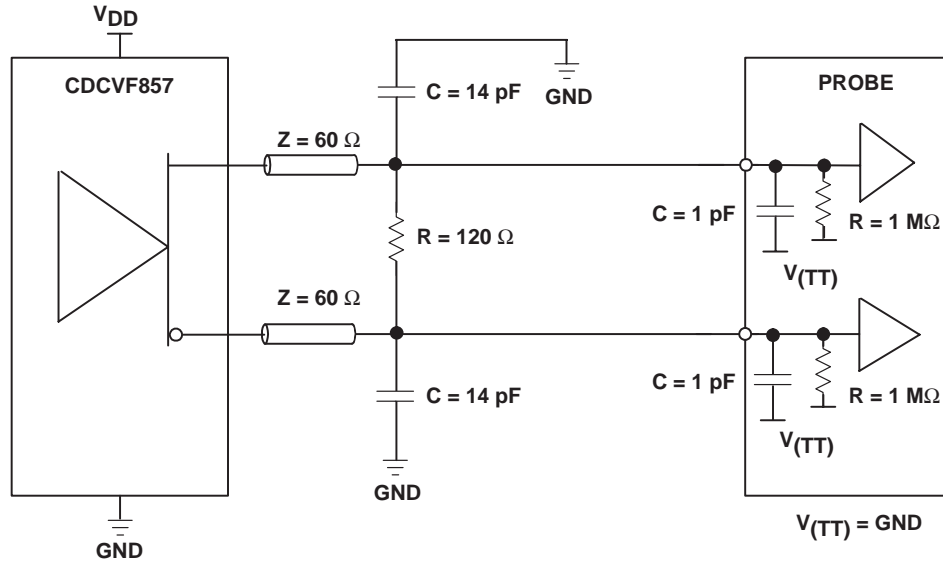 VDD
CDCVF857
C = 14 pF
GND
PROBE
Z = 60 Ω
R = 120 Ω
C = 1 pF
R = 1 MΩ
V(TT)
Z = 60 Ω
C = 14 pF
C = 1 pF
R = 1 MΩ
V(TT)
GND
GND
V(TT) = GND